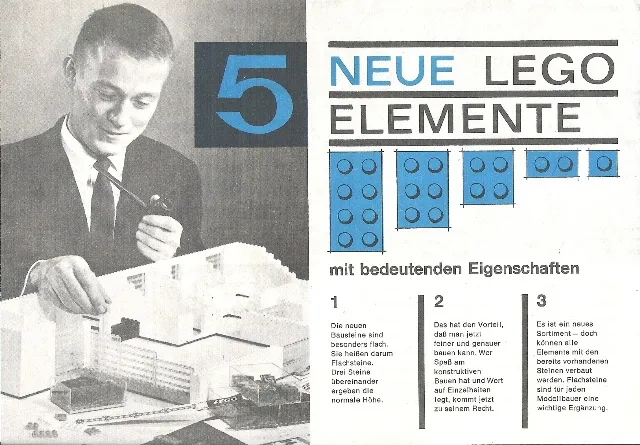 5
NEUE LEGO
ELEMENTE
mit bedeutenden Eigenschaften
1
Die neuen
Bausteine sind
besonders flach.
Sie heißen darum
Flachsteine.
Drei Steine
übereinander
ergeben die
normale Höhe.
2
Das hat den Vorteil,
daß man jetzt
feiner und genauer
bauen kann. Wer
Spaß am
konstruktiven
Bauen hat und Wert
auf Einzelheiten
legt, kommt jetzt
zu seinem Recht.
3
Es ist ein neues
Sortiment – doch
können alle
Elemente mit den
bereits vorhandenen
Steinen verbaut
werden. Flachsteine
sind für jeden
Modellbauer eine
wichtige Ergänzung.